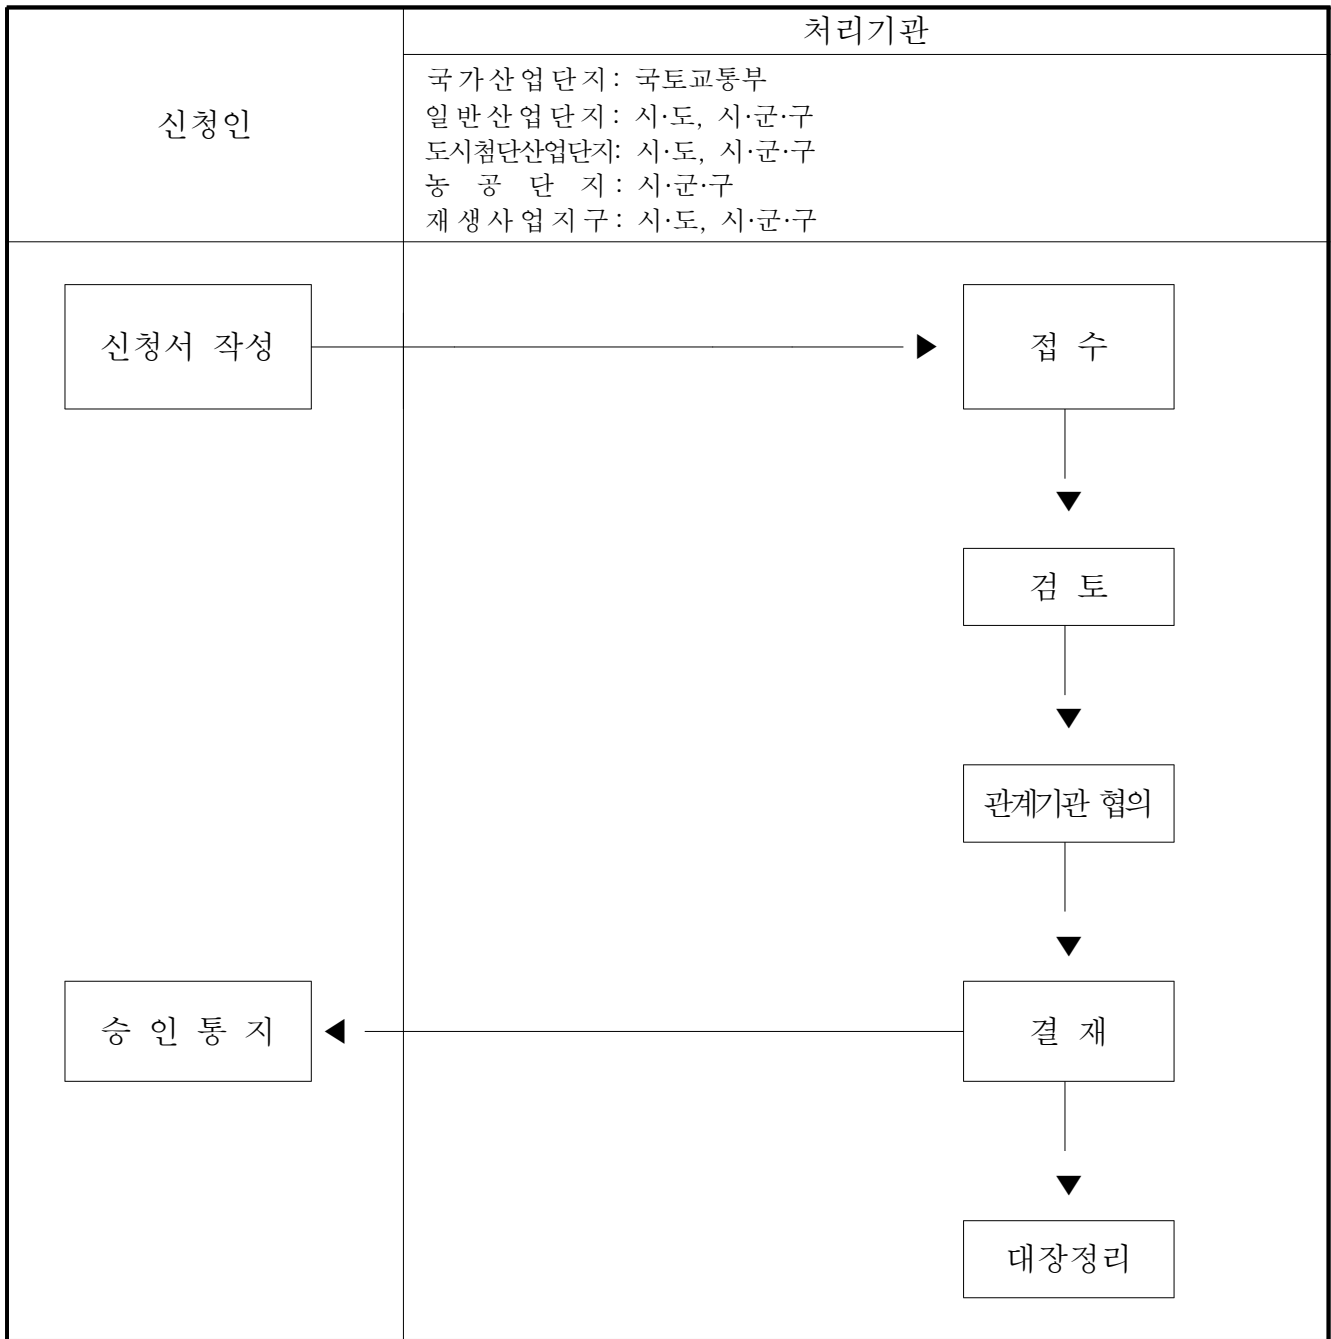 신청인
처리기관
국가산업단지: 국토교통부
일반산업단지: 시·도, 시·군·구
도시첨단산업단지: 시·도, 시·군·구
농 공 단 지: 시·군·구
재생사업지구: 시·도, 시·군·구
신청서 작성
접 수
검 토
관계기관 협의
승 인 통 지
결 재
대장정리